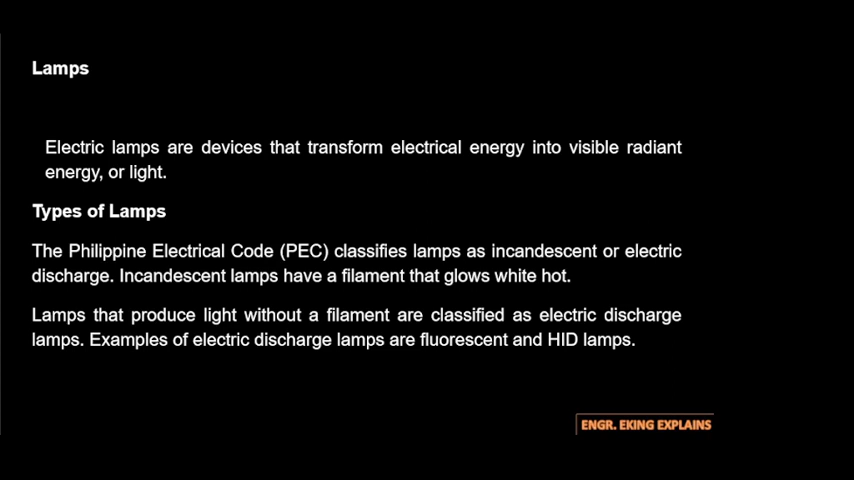 Lamps
Electric lamps are devices that transform electrical energy into visible radiant
energy, or light.
Types of Lamps
The Philippine Electrical Code (PEC) classifies lamps as incandescent or electric
discharge. Incandescent lamps have a filament that glows white hot.
Lamps that produce light without a filament are classified as electric discharge
lamps. Examples of electric discharge lamps are fluorescent and HID lamps.
ENGR. EKING EXPLAINS